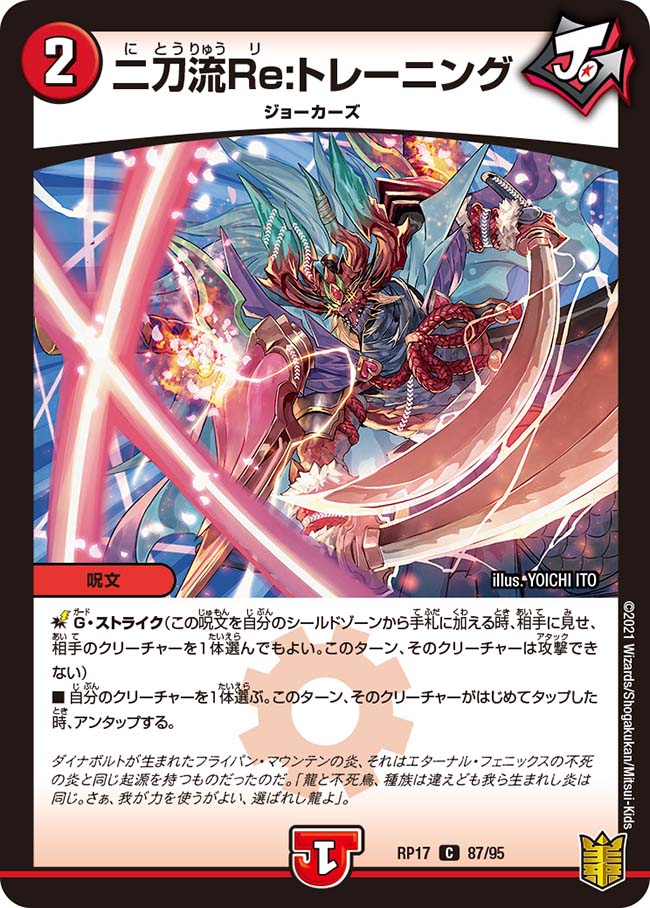 2
にとうりゅう リ
二刀流Re:トレーニング
ジョーカーズ
J
呪文
illus. YOICHI ITO
G・ストライク(この呪文を自分のシールドゾーンから手札に加える時、相手に見せ、
相手のクリーチャーを1体選んでもよい。このターン、そのクリーチャーは攻撃でき
ない)
■ 自分のクリーチャーを1体選ぶ。このターン、そのクリーチャーがはじめてタップした
時、アンタップする。
ダイナボルトが生まれたフライパン・マウンテンの炎、それはエターナル・フェニックスの不死
の炎と同じ起源を持つものだったのだ。「龍と不死鳥、種族は違えども我ら生まれし炎は
同じ。さぁ、我が力を使うがよい、選ばれし龍よ」。
©2021 Wizards/Shogakukan/Mitsui-Kids
1
RP17 C 87/95